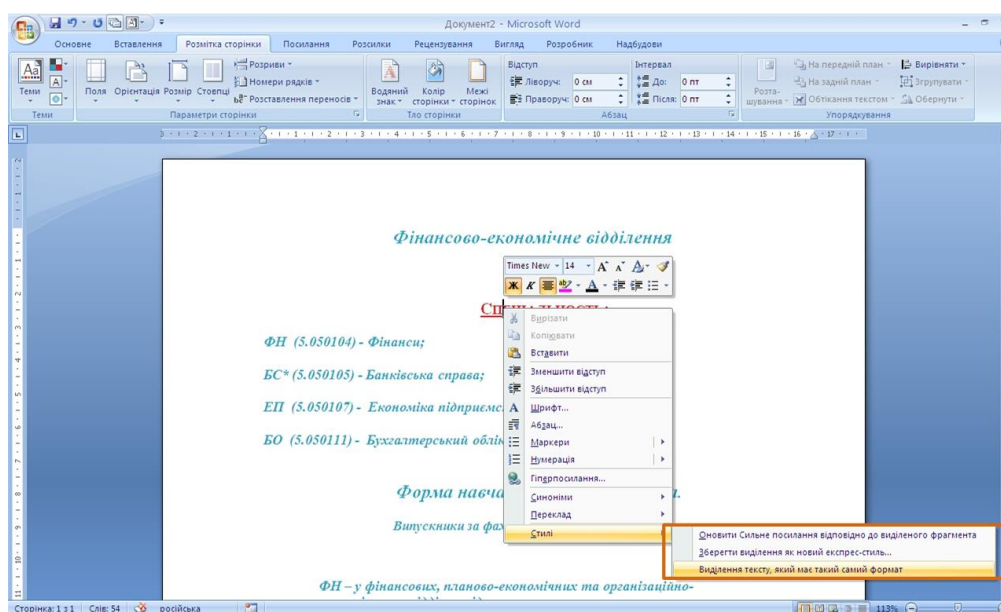 Документ2 - Microsoft Word
Основне Вставлення Розмітка сторінки Посилання Розсилки Рецензування Вигляд Розробник Надбудови
Теми
Поля Орієнтація Розмір Стовпці
Розриви
Номери рядків
Розставлення переносів
Водяний знак
Колір сторінки
Межі сторінок
Відступ
Ліворуч: 0 см
Праворуч: 0 см
Інтервал
До: 0 пт
Після: 0 пт
Розташування
На передній план
На задній план
Обтікання текстом
Вирівняти
Згрупувати
Обернути
Теми Параметри сторінки Тло сторінки Абзац Упорядкування
Фінансово-економічне відділення
Times New 14
ФН (5.050104) - Фінанси;
БС* (5.050105) - Банківська справа;
ЕП (5.050107) - Економіка підприємс
БО (5.050111) - Бухгалтерський облік
Форма навча
Випускники за фах
ФН – у фінансових, планово-економічних та організаційно-
Вирізати
Копіювати
Вставити
Зменшити відступ
Збільшити відступ
Шрифт...
Абзац...
Маркери
Нумерація
Гіперпосилання...
Синоніми
Переклад
Стилі
Оновити Сильне посилання відповідно до виділеного фрагмента
Зберегти виділення як новий експрес-стиль...
Виділення тексту, який має такий самий формат
Сторінка: 1 з 1 Слів: 54 російська 113%